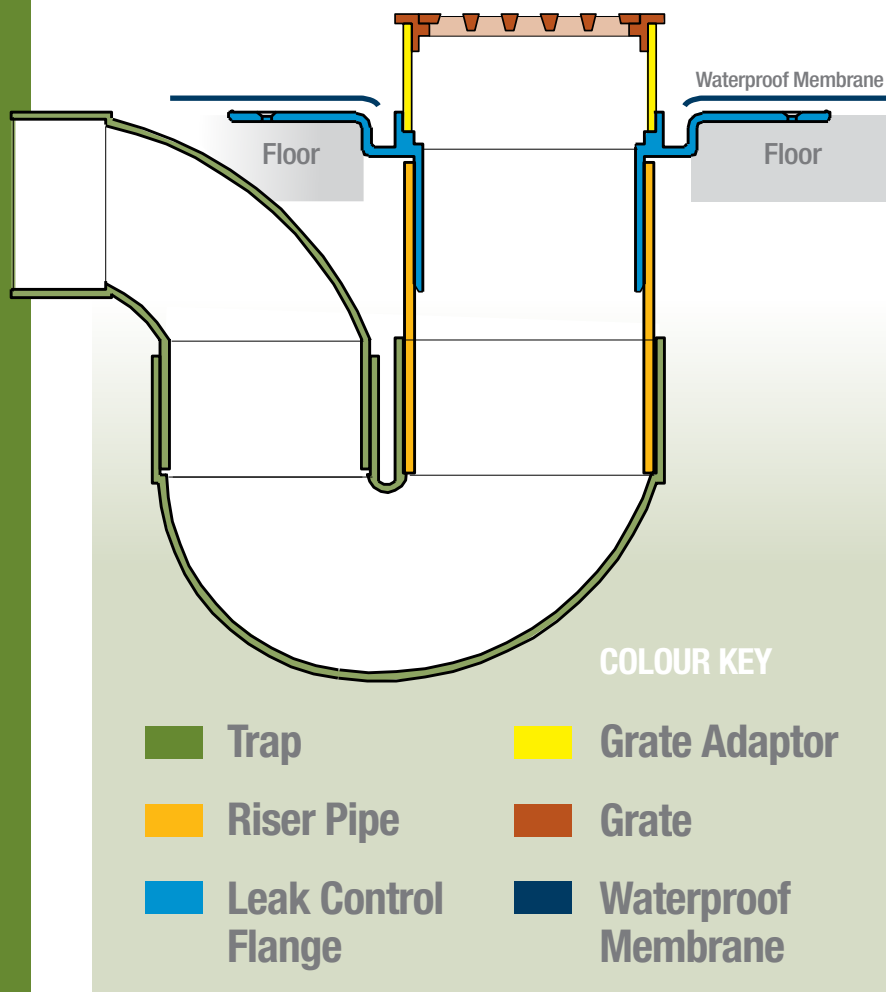 Waterproof Membrane
Floor
Floor
COLOUR KEY
Trap
Grate Adaptor
Riser Pipe
Grate
Leak Control
Flange
Waterproof
Membrane